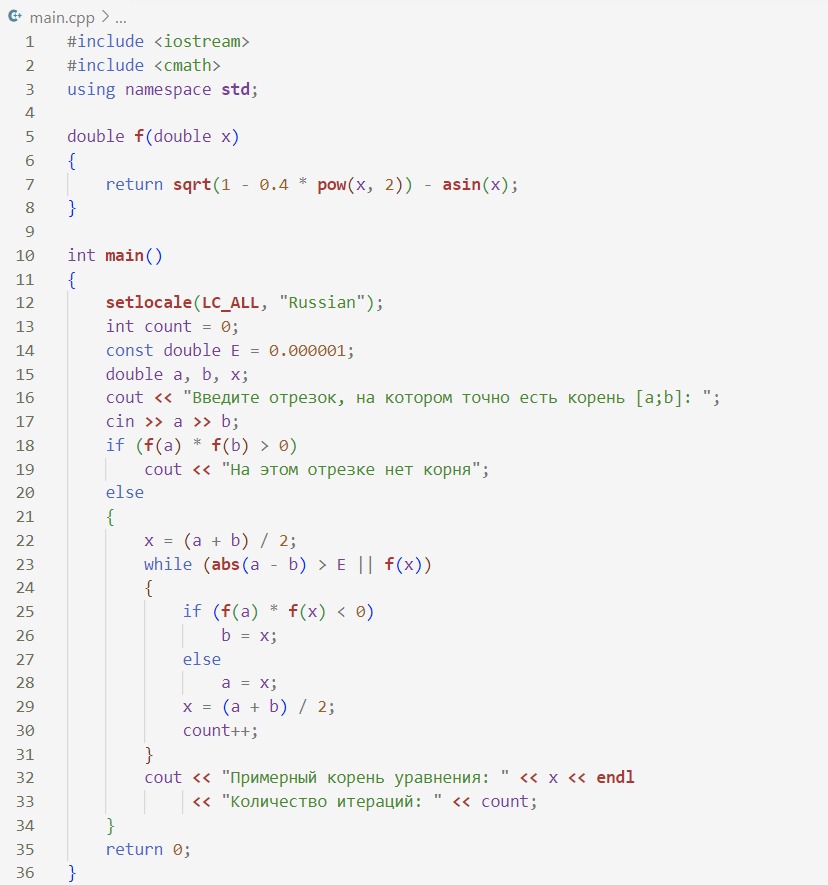 main.cpp > ...
1 #include <iostream>
2 #include <cmath>
3 using namespace std;
4
5 double f(double x)
6 {
7     return sqrt(1 - 0.4 * pow(x, 2)) - asin(x);
8 }
9
10 int main()
11 {
12     setlocale(LC_ALL, "Russian");
13     int count = 0;
14     const double E = 0.000001;
15     double a, b, x;
16     cout << "Введите отрезок, на котором точно есть корень [a;b]: ";
17     cin >> a >> b;
18     if (f(a) * f(b) > 0)
19         cout << "На этом отрезке нет корня";
20     else
21     {
22         x = (a + b) / 2;
23         while (abs(a - b) > E || f(x))
24         {
25             if (f(a) * f(x) < 0)
26                 b = x;
27             else
28                 a = x;
29             x = (a + b) / 2;
30             count++;
31         }
32         cout << "Примерный корень уравнения: " << x << endl
33              << "Количество итераций: " << count;
34     }
35     return 0;
36 }